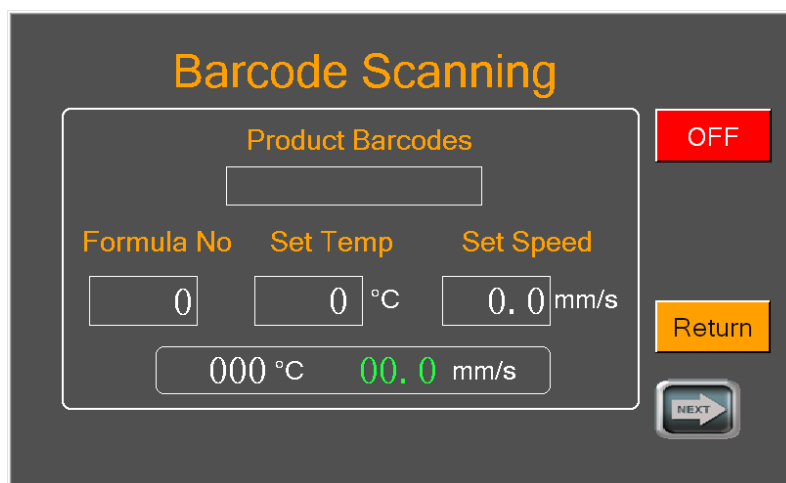 Barcode Scanning
OFF
Product Barcodes
Formula No Set Temp Set Speed
0 0 °C 0. 0 mm/s
Return
000 °C 00. 0 mm/s
NEXT